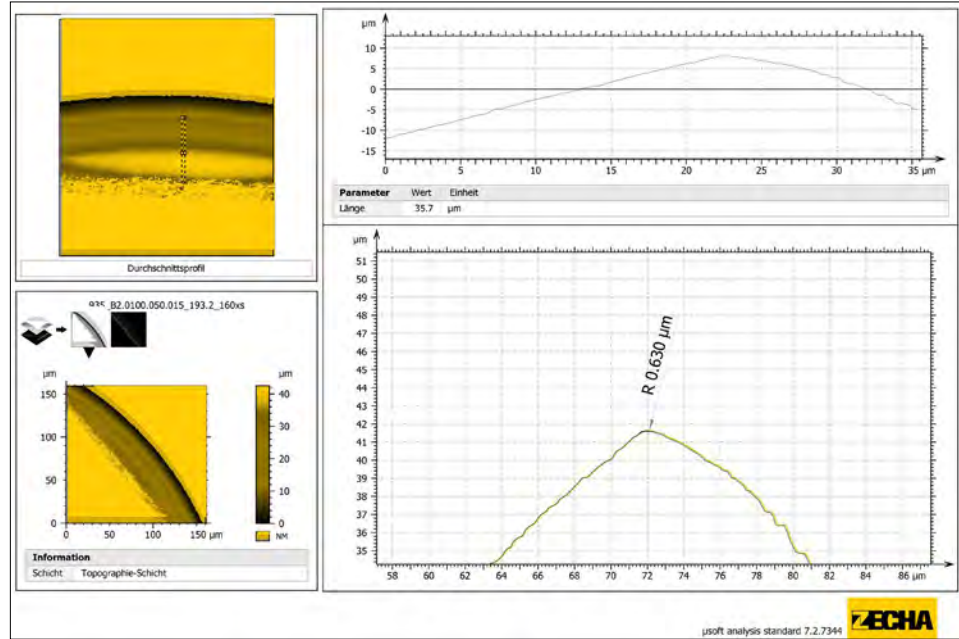 Durchschnittsprofil
µm
10
5
0
-5
-10
-15
0 5 10 15 20 25 30 35 µm
Parameter Wert Einheit
Länge 35.7 µm
935_B2.0100.050.015_193.2_160xs
µm
150
100
50
0
0 50 100 150 µm
µm
40
30
20
10
0
NM
Information
Schicht Topographie-Schicht
µm
51
50
49
48
47
46
45
44
43
42
41
40
39
38
37
36
35
R 0.630 µm
58 60 62 64 66 68 70 72 74 76 78 80 82 84 86 µm
µsoft analysis standard 7.2.7344
ZECHA